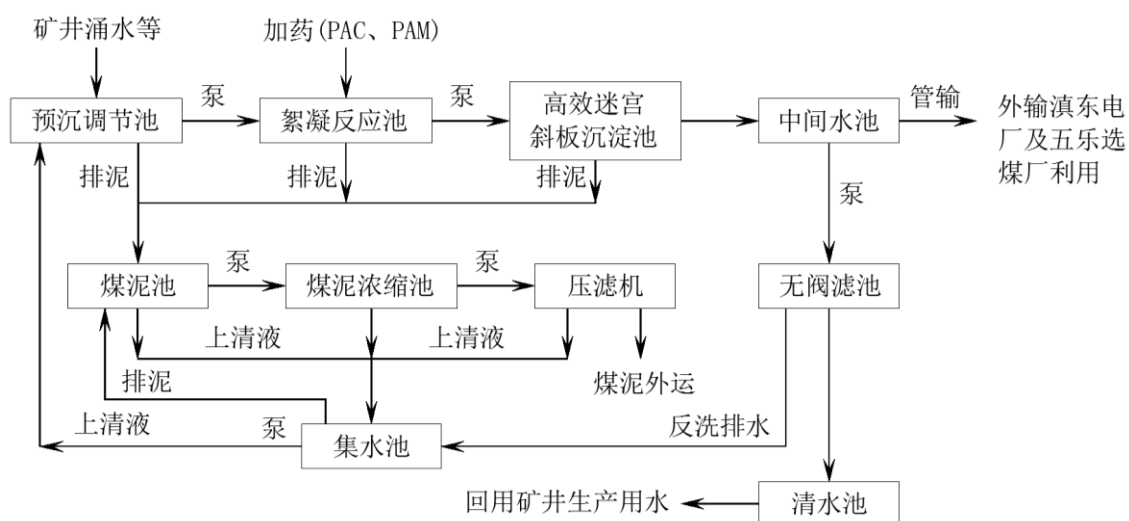 矿井涌水等
加药(PAC、PAM)
泵
泵
管输
预沉调节池
絮凝反应池
高效迷宫
斜板沉淀池
中间水池
外输滇东电
厂及五乐选
煤厂利用
排泥
排泥
排泥
泵
泵
泵
煤泥池
煤泥浓缩池
压滤机
无阀滤池
上清液
上清液
排泥
煤泥外运
上清液
泵
集水池
反洗排水
回用矿井生产用水
清水池